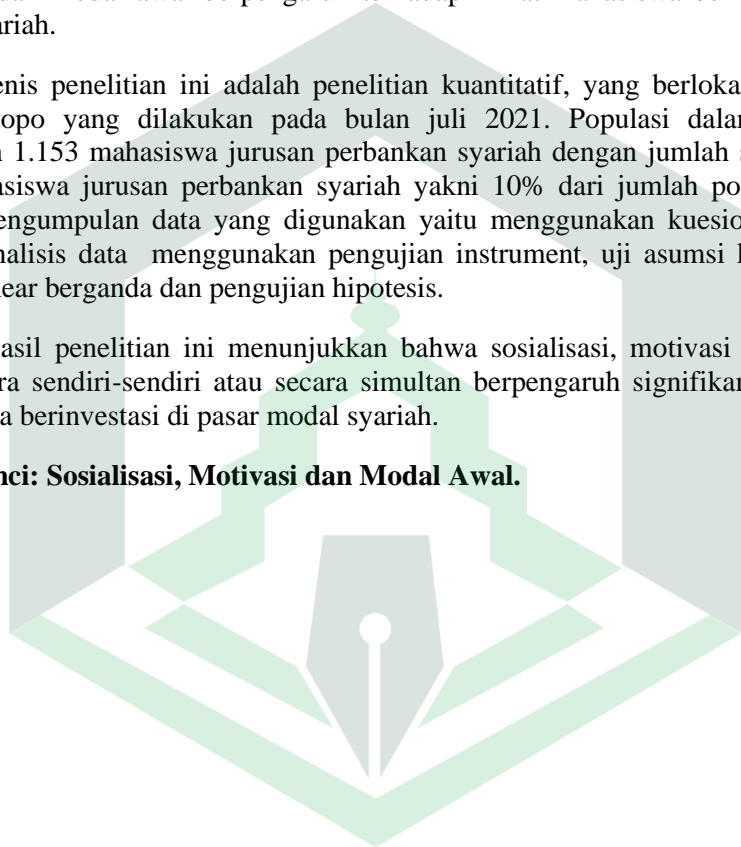 ariah.
enis penelitian ini adalah penelitian kuantitatif, yang berloka
opo yang dilakukan pada bulan juli 2021. Populasi dalam
n 1.153 mahasiswa jurusan perbankan syariah dengan jumlah s
asiswa jurusan perbankan syariah yakni 10% dari jumlah po
engumpulan data yang digunakan yaitu menggunakan kuesio
nalisis data menggunakan pengujian instrument, uji asumsi
near berganda dan pengujian hipotesis.
asil penelitian ini menunjukkan bahwa sosialisasi, motivasi
ra sendiri-sendiri atau secara simultan berpengaruh signifikan
a berinvestasi di pasar modal syariah.
nci: Sosialisasi, Motivasi dan Modal Awal.